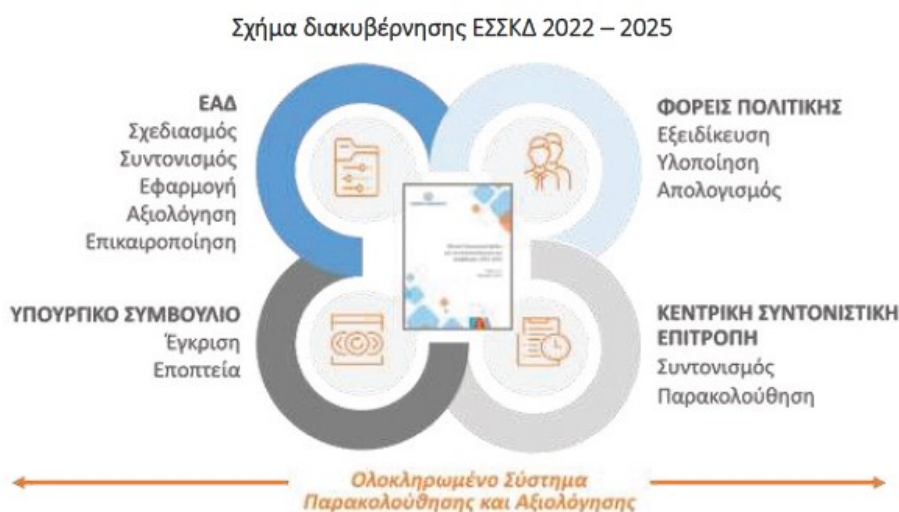 Σχήμα διακυβέρνησης ΕΣΣΚΔ 2022 – 2025
ΕΑΔ
Σχεδιασμός
Συντονισμός
Εφαρμογή
Αξιολόγηση
Επικαιροποίηση
ΦΟΡΕΙΣ ΠΟΛΙΤΙΚΗΣ
Εξειδίκευση
Υλοποίηση
Απολογισμός
ΥΠΟΥΡΓΙΚΟ ΣΥΜΒΟΥΛΙΟ
Έγκριση
Εποπτεία
ΚΕΝΤΡΙΚΗ ΣΥΝΤΟΝΙΣΤΙΚΗ
ΕΠΙΤΡΟΠΗ
Συντονισμός
Παρακολούθηση
Ολοκληρωμένο Σύστημα
Παρακολούθησης και Αξιολόγησης